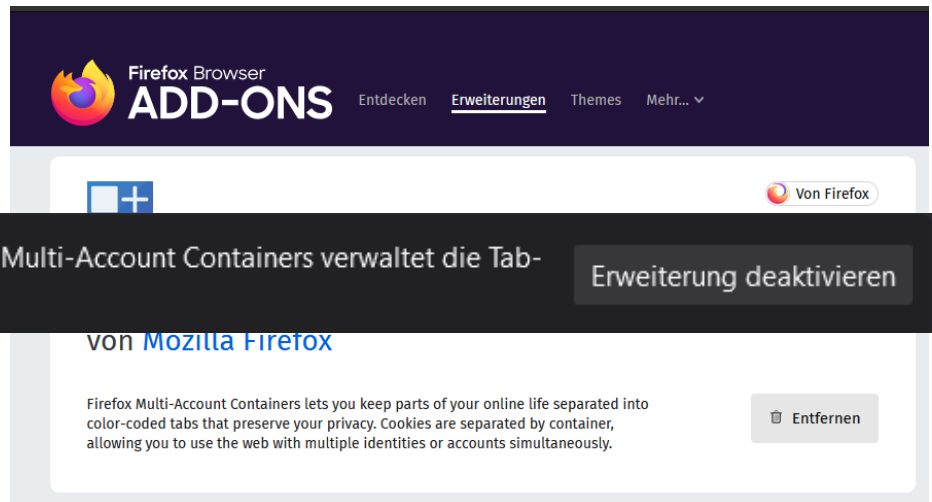 Firefox Browser
ADD-ONS
Entdecken Erweiterungen Themes Mehr...
Von Firefox
Multi-Account Containers verwaltet die Tab-
Erweiterung deaktivieren
von Mozilla Firefox
Firefox Multi-Account Containers lets you keep parts of your online life separated into
color-coded tabs that preserve your privacy. Cookies are separated by container,
allowing you to use the web with multiple identities or accounts simultaneously.
Entfernen